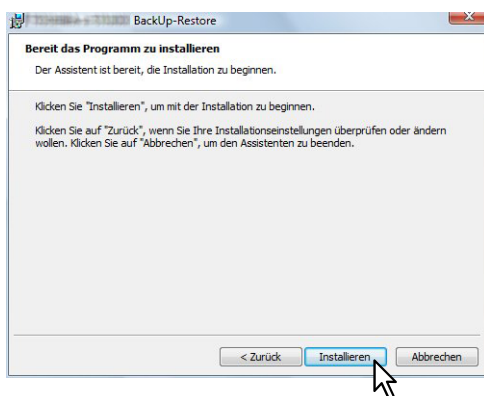 BackUp-Restore
Bereit das Programm zu installieren
Der Assistent ist bereit, die Installation zu beginnen.
Klicken Sie "Installieren", um mit der Installation zu beginnen.
Klicken Sie auf "Zurück", wenn Sie Ihre Installationseinstellungen überprüfen oder ändern
wollen. Klicken Sie auf "Abbrechen", um den Assistenten zu beenden.
< Zurück Installieren Abbrechen